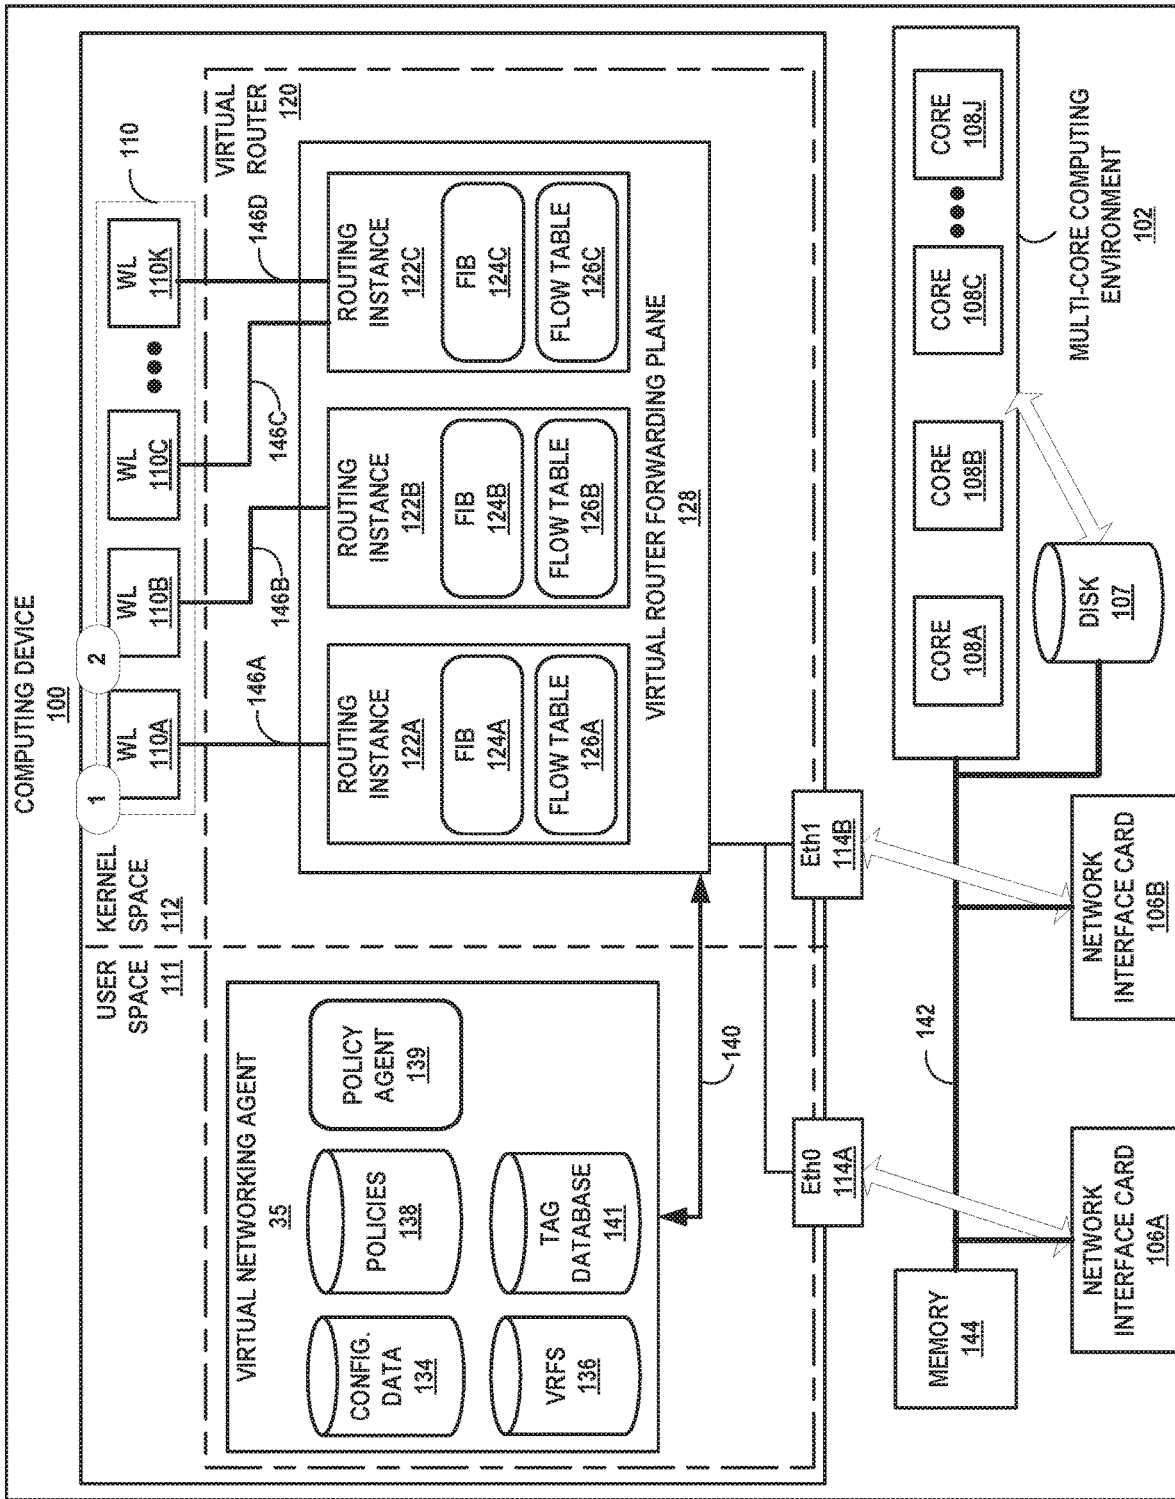 COMPUTING DEVICE
100
USER
SPACE
111
KERNEL
SPACE
112
1
2
WL
110A
WL
110B
WL
110C
WL
110K
110
VIRTUAL NETWORKING AGENT
35
CONFIG.
DATA
134
POLICIES
138
POLICY
AGENT
139
VRFS
136
TAG
DATABASE
141
140
146A
146B
146C
146D
VIRTUAL
ROUTER
120
ROUTING
INSTANCE
122A
FIB
124A
FLOW TABLE
126A
ROUTING
INSTANCE
122B
FIB
124B
FLOW TABLE
126B
ROUTING
INSTANCE
122C
FIB
124C
FLOW TABLE
126C
VIRTUAL ROUTER FORWARDING PLANE
128
Eth0
114A
Eth1
114B
MEMORY
144
142
CORE
108A
CORE
108B
CORE
108C
CORE
108J
NETWORK
INTERFACE CARD
106A
NETWORK
INTERFACE CARD
106B
DISK
107
MULTI-CORE COMPUTING
ENVIRONMENT
102